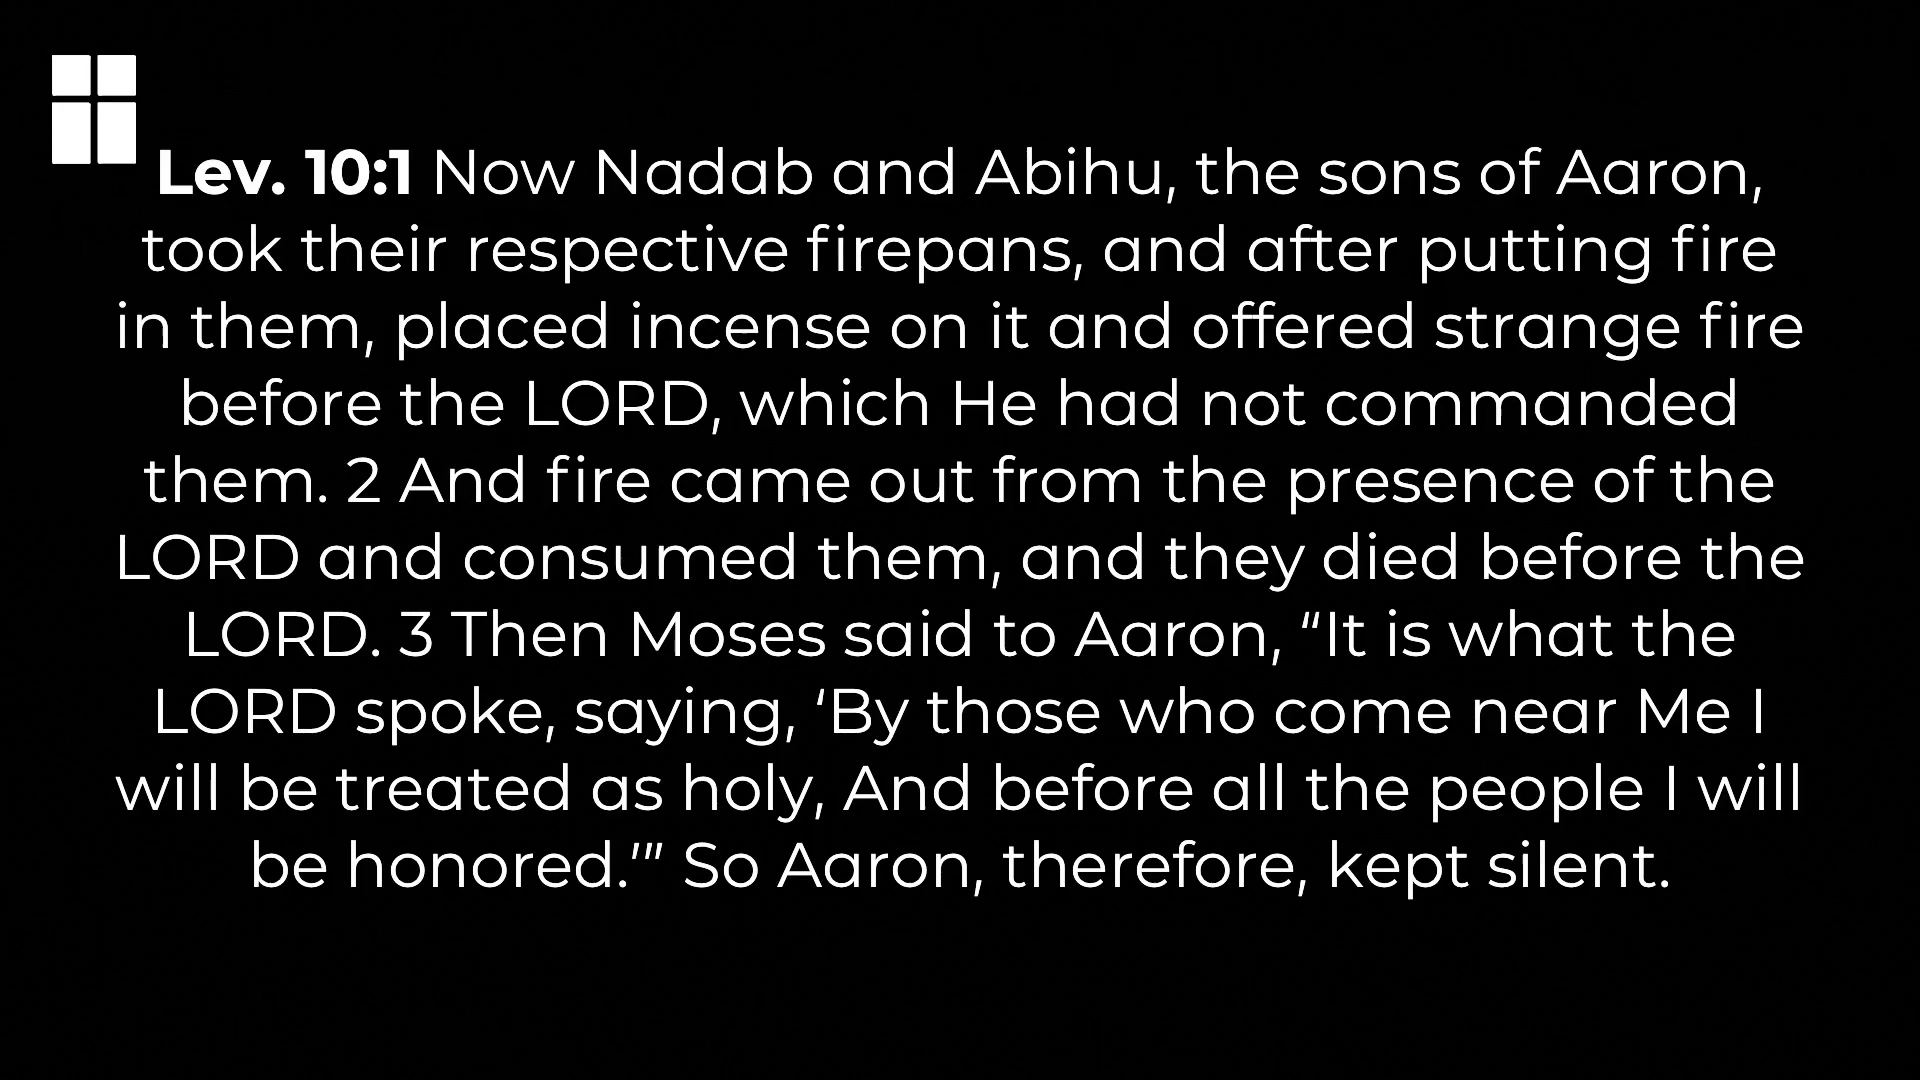 Lev. 10:1 Now Nadab and Abihu, the sons of Aaron,
took their respective firepans, and after putting fire
in them, placed incense on it and offered strange fire
before the LORD, which He had not commanded
them. 2 And fire came out from the presence of the
LORD and consumed them, and they died before the
LORD. 3 Then Moses said to Aaron, “It is what the
LORD spoke, saying, ‘By those who come near Me I
will be treated as holy, And before all the people I will
be honored.’” So Aaron, therefore, kept silent.